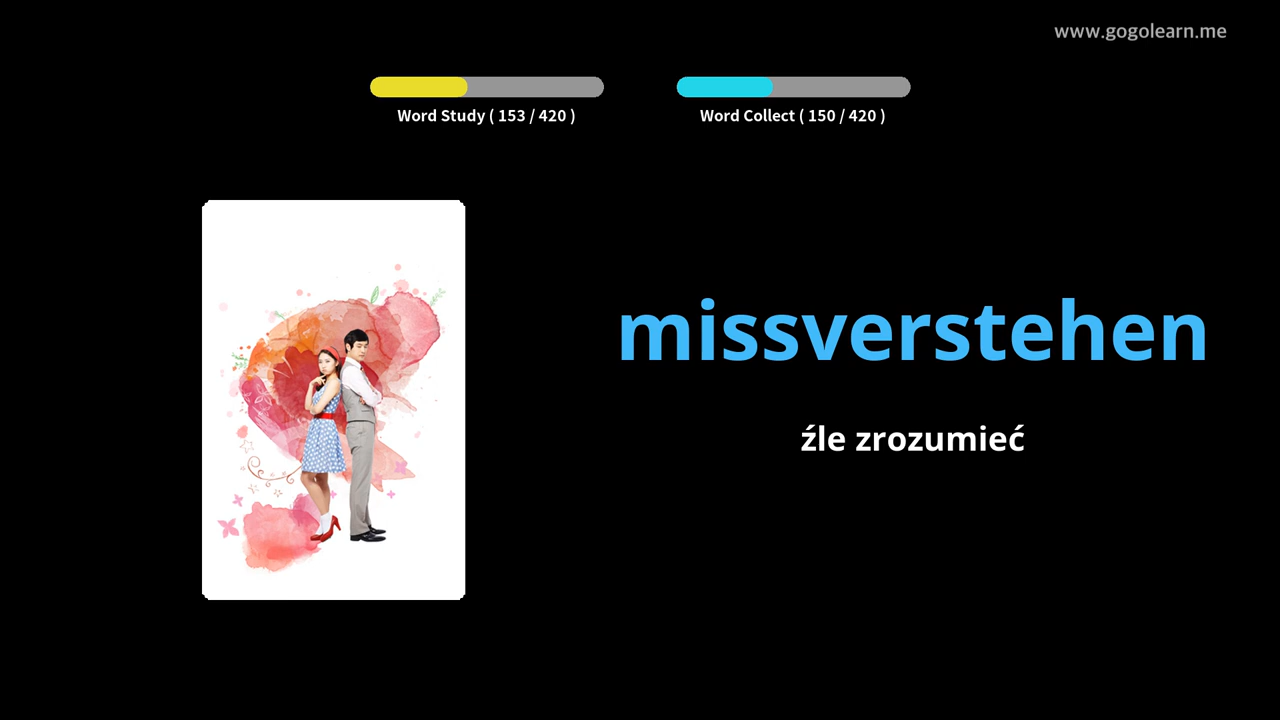 www.gogolearn.me
Word Study ( 153 / 420 )
Word Collect ( 150 / 420 )
missverstehen
źle zrozumieć